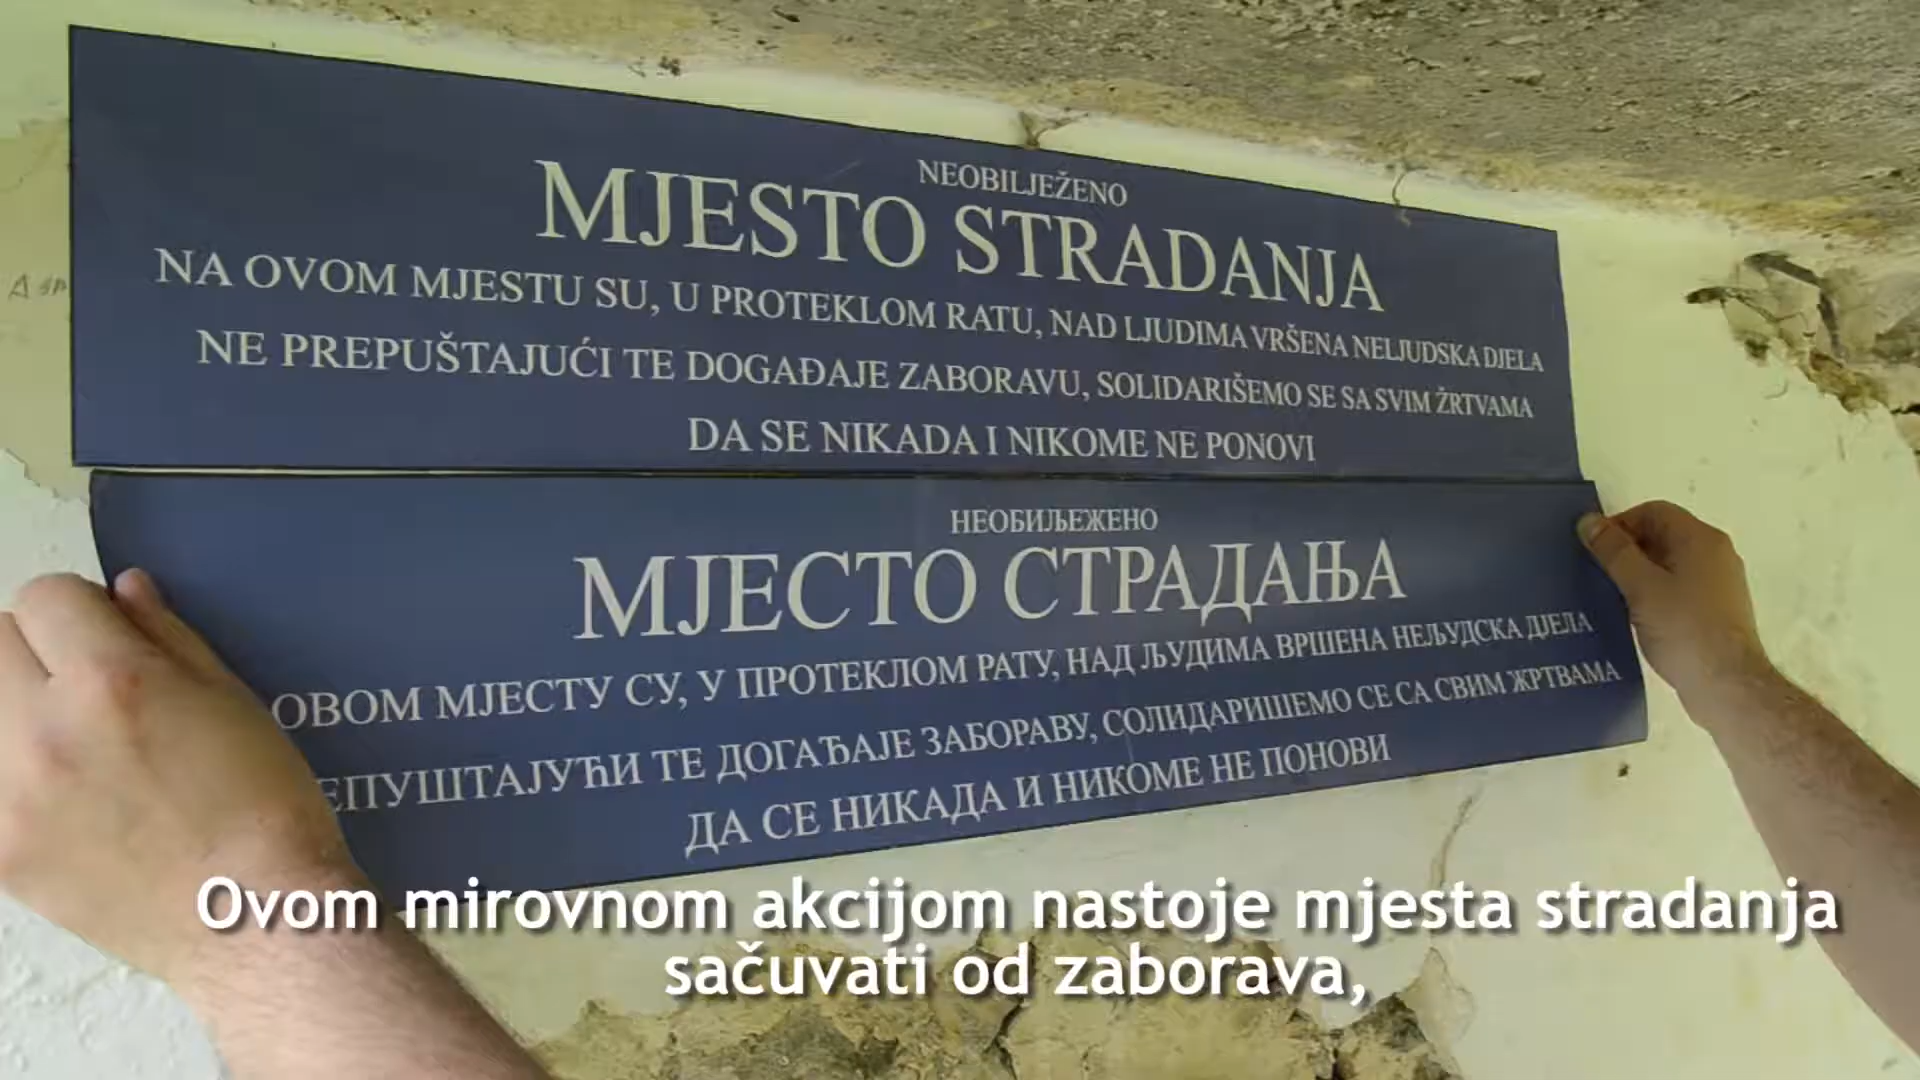 NEOBILJEŽENO
MJESTO STRADANJA
NA OVOM MJESTU SU, U PROTEKLOM RATU, NAD LJUDIMA VRŠENA NELJUDSKA DJELA
NE PREPUŠTAJUĆI TE DOGAĐAJE ZABORAVU, SOLIDARIŠEMO SE SA SVIM ŽRTVAMA
DA SE NIKADA I NIKOME NE PONOVI
НЕОБИЉЕЖЕНО
МЈЕСТО СТРАДАЊА
ОВОМ МЈЕСТУ СУ, У ПРОТЕКЛОМ РАТУ, НАД ЉУДИМА ВРШЕНА НЕЉУДСКА ДЈЕЛА
ЕПУШТАЈУЋИ ТЕ ДОГАЂАЈЕ ЗАБОРАВУ, СОЛИДАРИШЕМО СЕ СА СВИМ ЖРТВАМА
ДА СЕ НИКАДА И НИКОМЕ НЕ ПОНОВИ
Ovom mirovnom akcijom nastoje mjesta stradanja
sačuvati od zaborava,